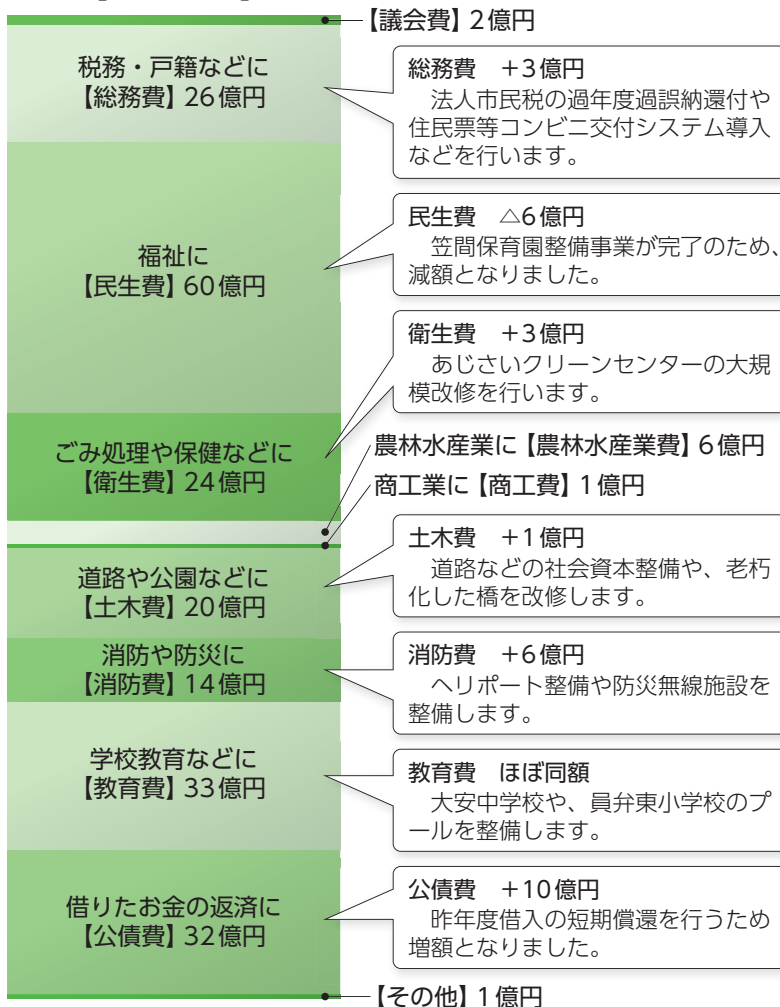 【議会費】2億円
税務・戸籍などに
【総務費】26億円
総務費　+3億円
　法人市民税の過年度過誤納還付や
住民票等コンビニ交付システム導入
などを行います。
福祉に
【民生費】60億円
民生費　△6億円
　笠間保育園整備事業が完了のため、
減額となりました。
衛生費　+3億円
　あじさいクリーンセンターの大規
模改修を行います。
ごみ処理や保健などに
【衛生費】24億円
農林水産業に【農林水産業費】6億円
商工業に【商工費】1億円
道路や公園などに
【土木費】20億円
土木費　+1億円
　道路などの社会資本整備や、老朽
化した橋を改修します。
消防や防災に
【消防費】14億円
消防費　+6億円
　ヘリポート整備や防災無線施設を
整備します。
学校教育などに
【教育費】33億円
教育費　ほぼ同額
　大安中学校や、員弁東小学校のプ
ールを整備します。
借りたお金の返済に
【公債費】32億円
公債費　+10億円
　昨年度借入の短期償還を行うため
増額となりました。
【その他】1億円